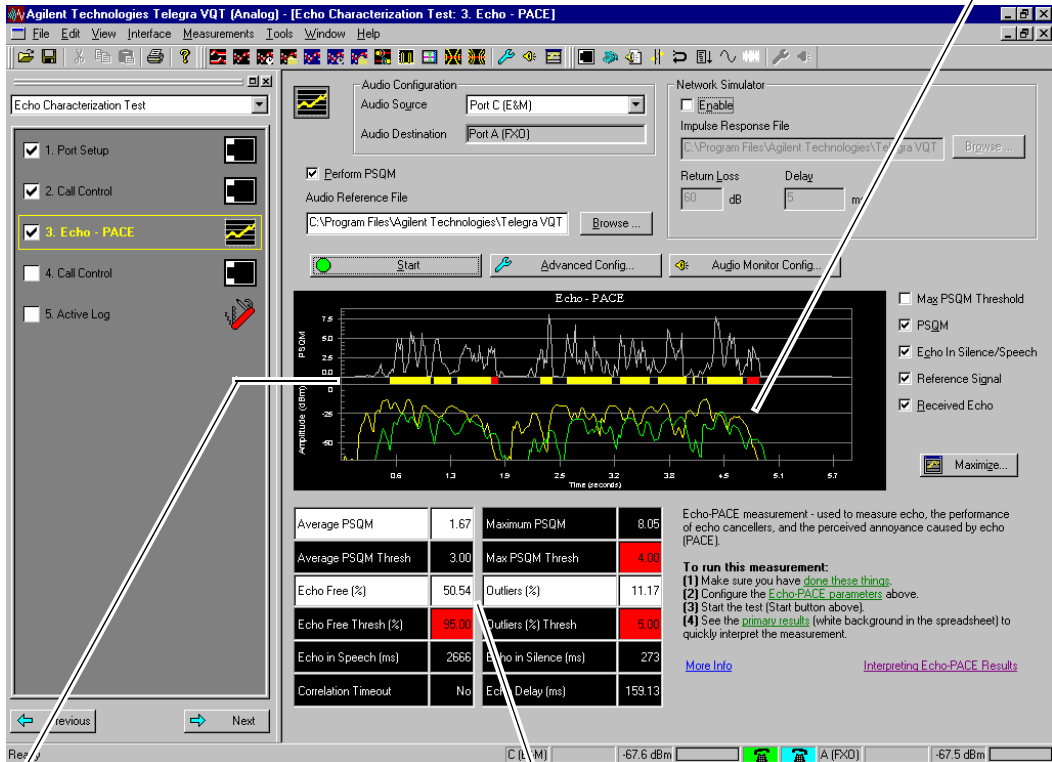 Agilent Technologies Telegra VQT (Analog) - [Echo Characterization Test: 3. Echo - PACE]
File Edit View Interface Measurements Tools Window Help
Echo Characterization Test
1. Port Setup
2. Call Control
3. Echo - PACE
4. Call Control
5. Active Log
Previous
Next
Audio Configuration
Audio Source
Port C (E&M)
Audio Destination
Port A (FXO)
Network Simulator
Enable
Impulse Response File
C:\Program Files\Agilent Technologies\Telegra VQT
Browse ...
Return Loss
Delay
60 dB
5
Perform PSQM
Audio Reference File
C:\Program Files\Agilent Technologies\Telegra VQT
Browse ...
Start
Advanced Config...
Audio Monitor Config...
Echo - PACE
PSQM
7.5
5.0
2.5
0.0
Amplitude (dBm)
0
-25
-50
0.6 1.3 1.9 2.5 3.2 3.8 4.5 5.1 5.7
Time (seconds)
Max PSQM Threshold
PSQM
Echo In Silence/Speech
Reference Signal
Received Echo
Maximize...
Average PSQM 1.67 Maximum PSQM 8.05
Average PSQM Thresh 3.00 Max PSQM Thresh 4.00
Echo Free (%) 50.54 Outliers (%) 11.17
Echo Free Thresh (%) 95.00 Outliers (%) Thresh 5.00
Echo in Speech (ms) 2666 Echo in Silence (ms) 273
Correlation Timeout No Echo Delay (ms) 159.13
Echo-PACE measurement - used to measure echo, the performance
of echo cancellers, and the perceived annoyance caused by echo
(PACE).
To run this measurement:
(1) Make sure you have done these things.
(2) Configure the Echo-PACE parameters above.
(3) Start the test (Start button above).
(4) See the primary results (white background in the spreadsheet) to
quickly interpret the measurement.
More Info
Interpreting Echo-PACE Results
Ready
C (E&M)
-67.6 dBm
A (FXO)
-67.5 dBm